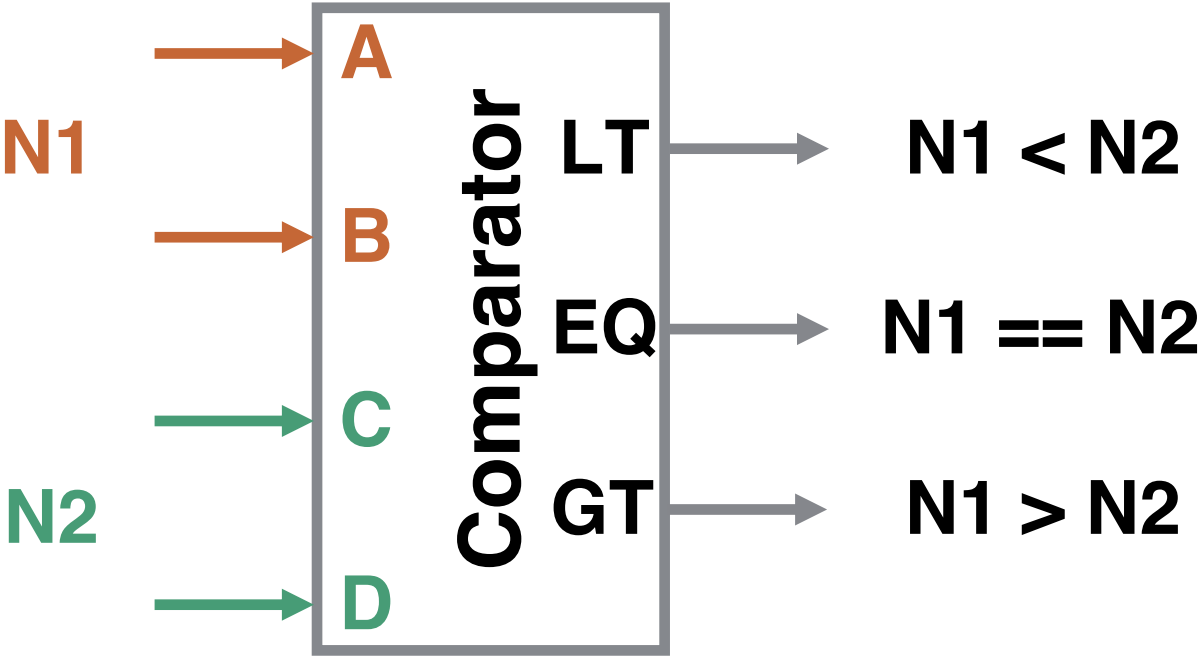 A
N1
B
C
N2
D
Comparator
LT
EQ
GT
N1 < N2
N1 == N2
N1 > N2